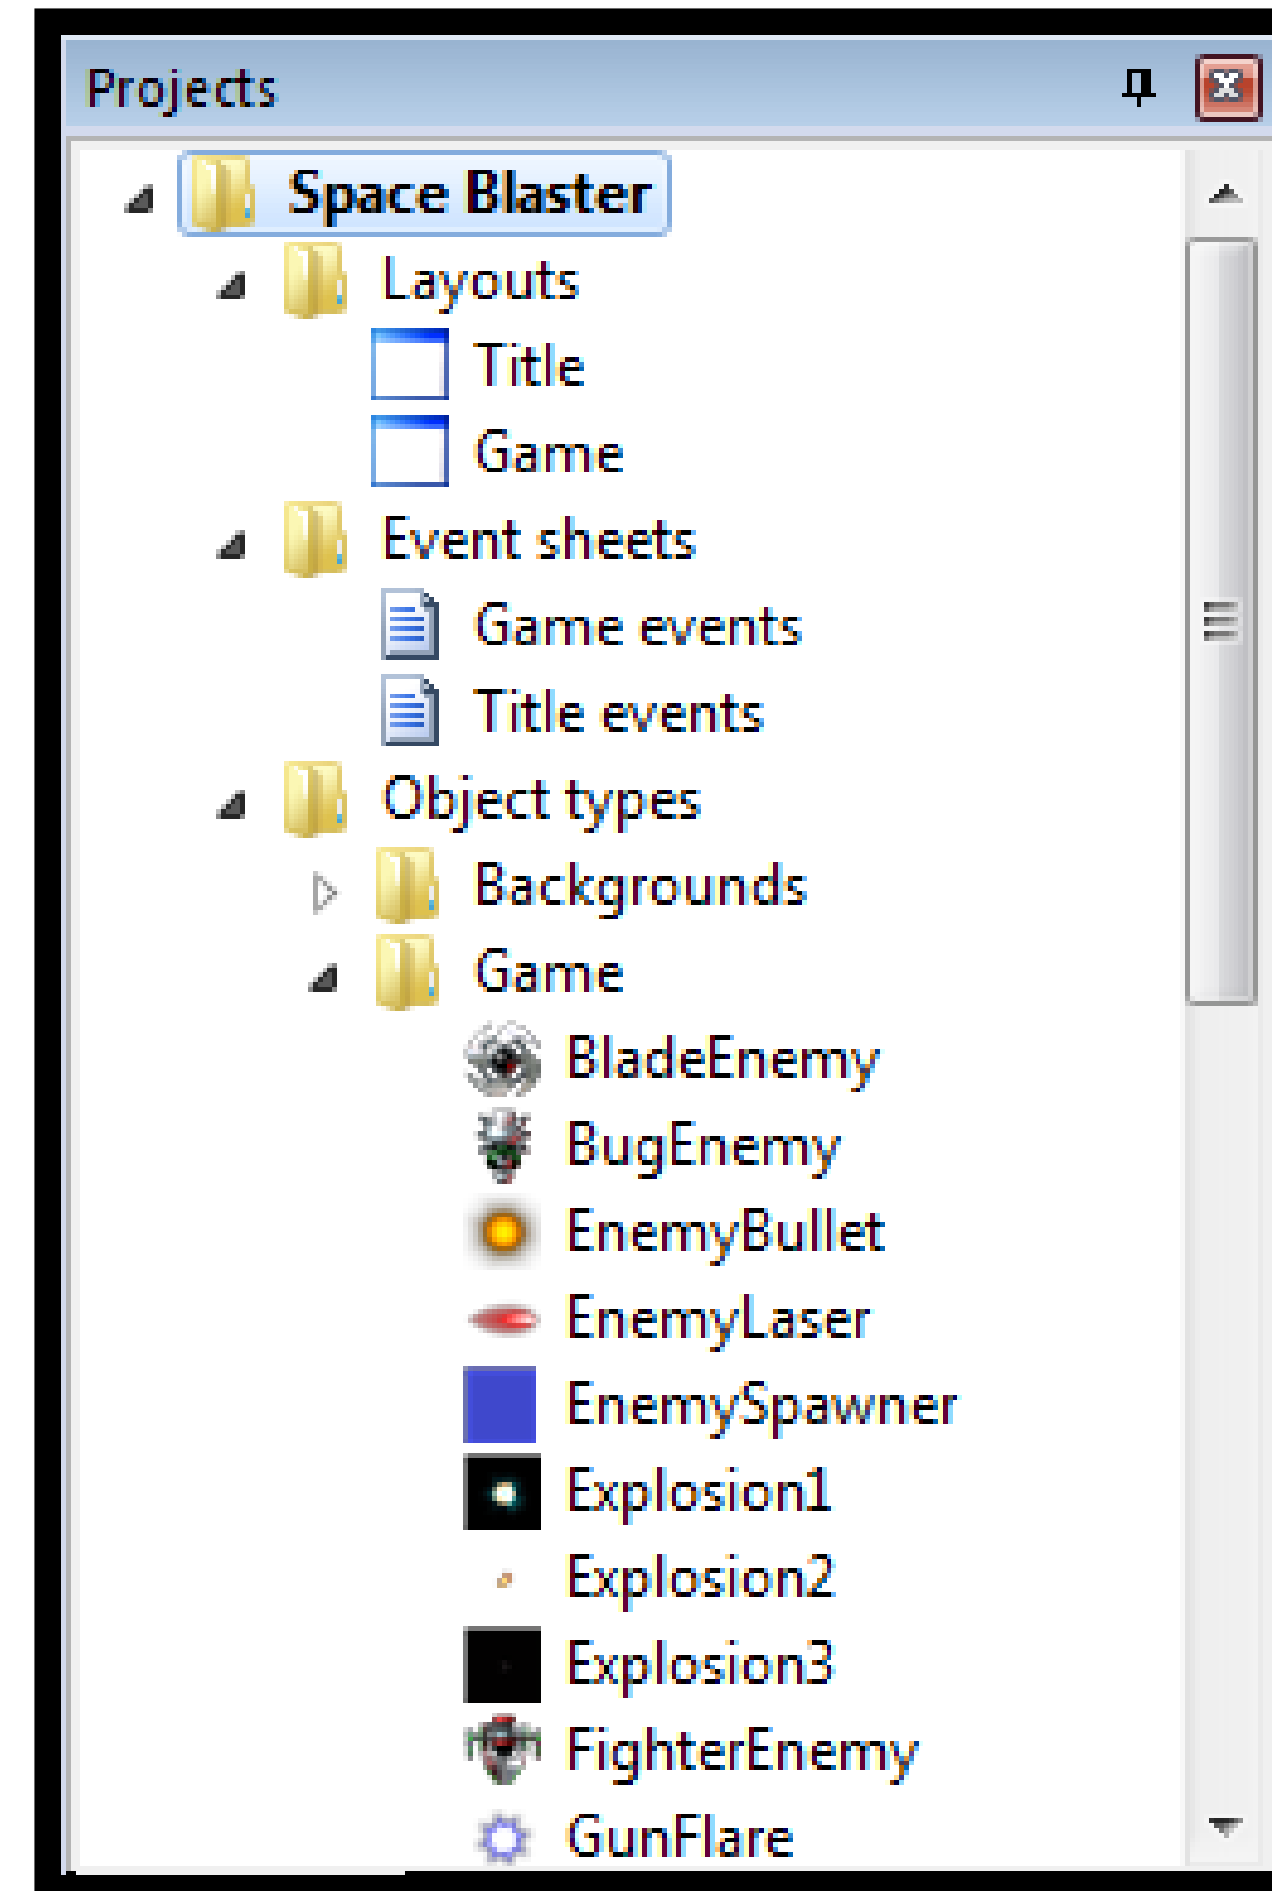 Projects
Space Blaster
Layouts
Title
Game
Event sheets
Game events
Title events
Object types
Backgrounds
Game
BladeEnemy
BugEnemy
EnemyBullet
EnemyLaser
EnemySpawner
Explosion1
Explosion2
Explosion3
FighterEnemy
GunFlare